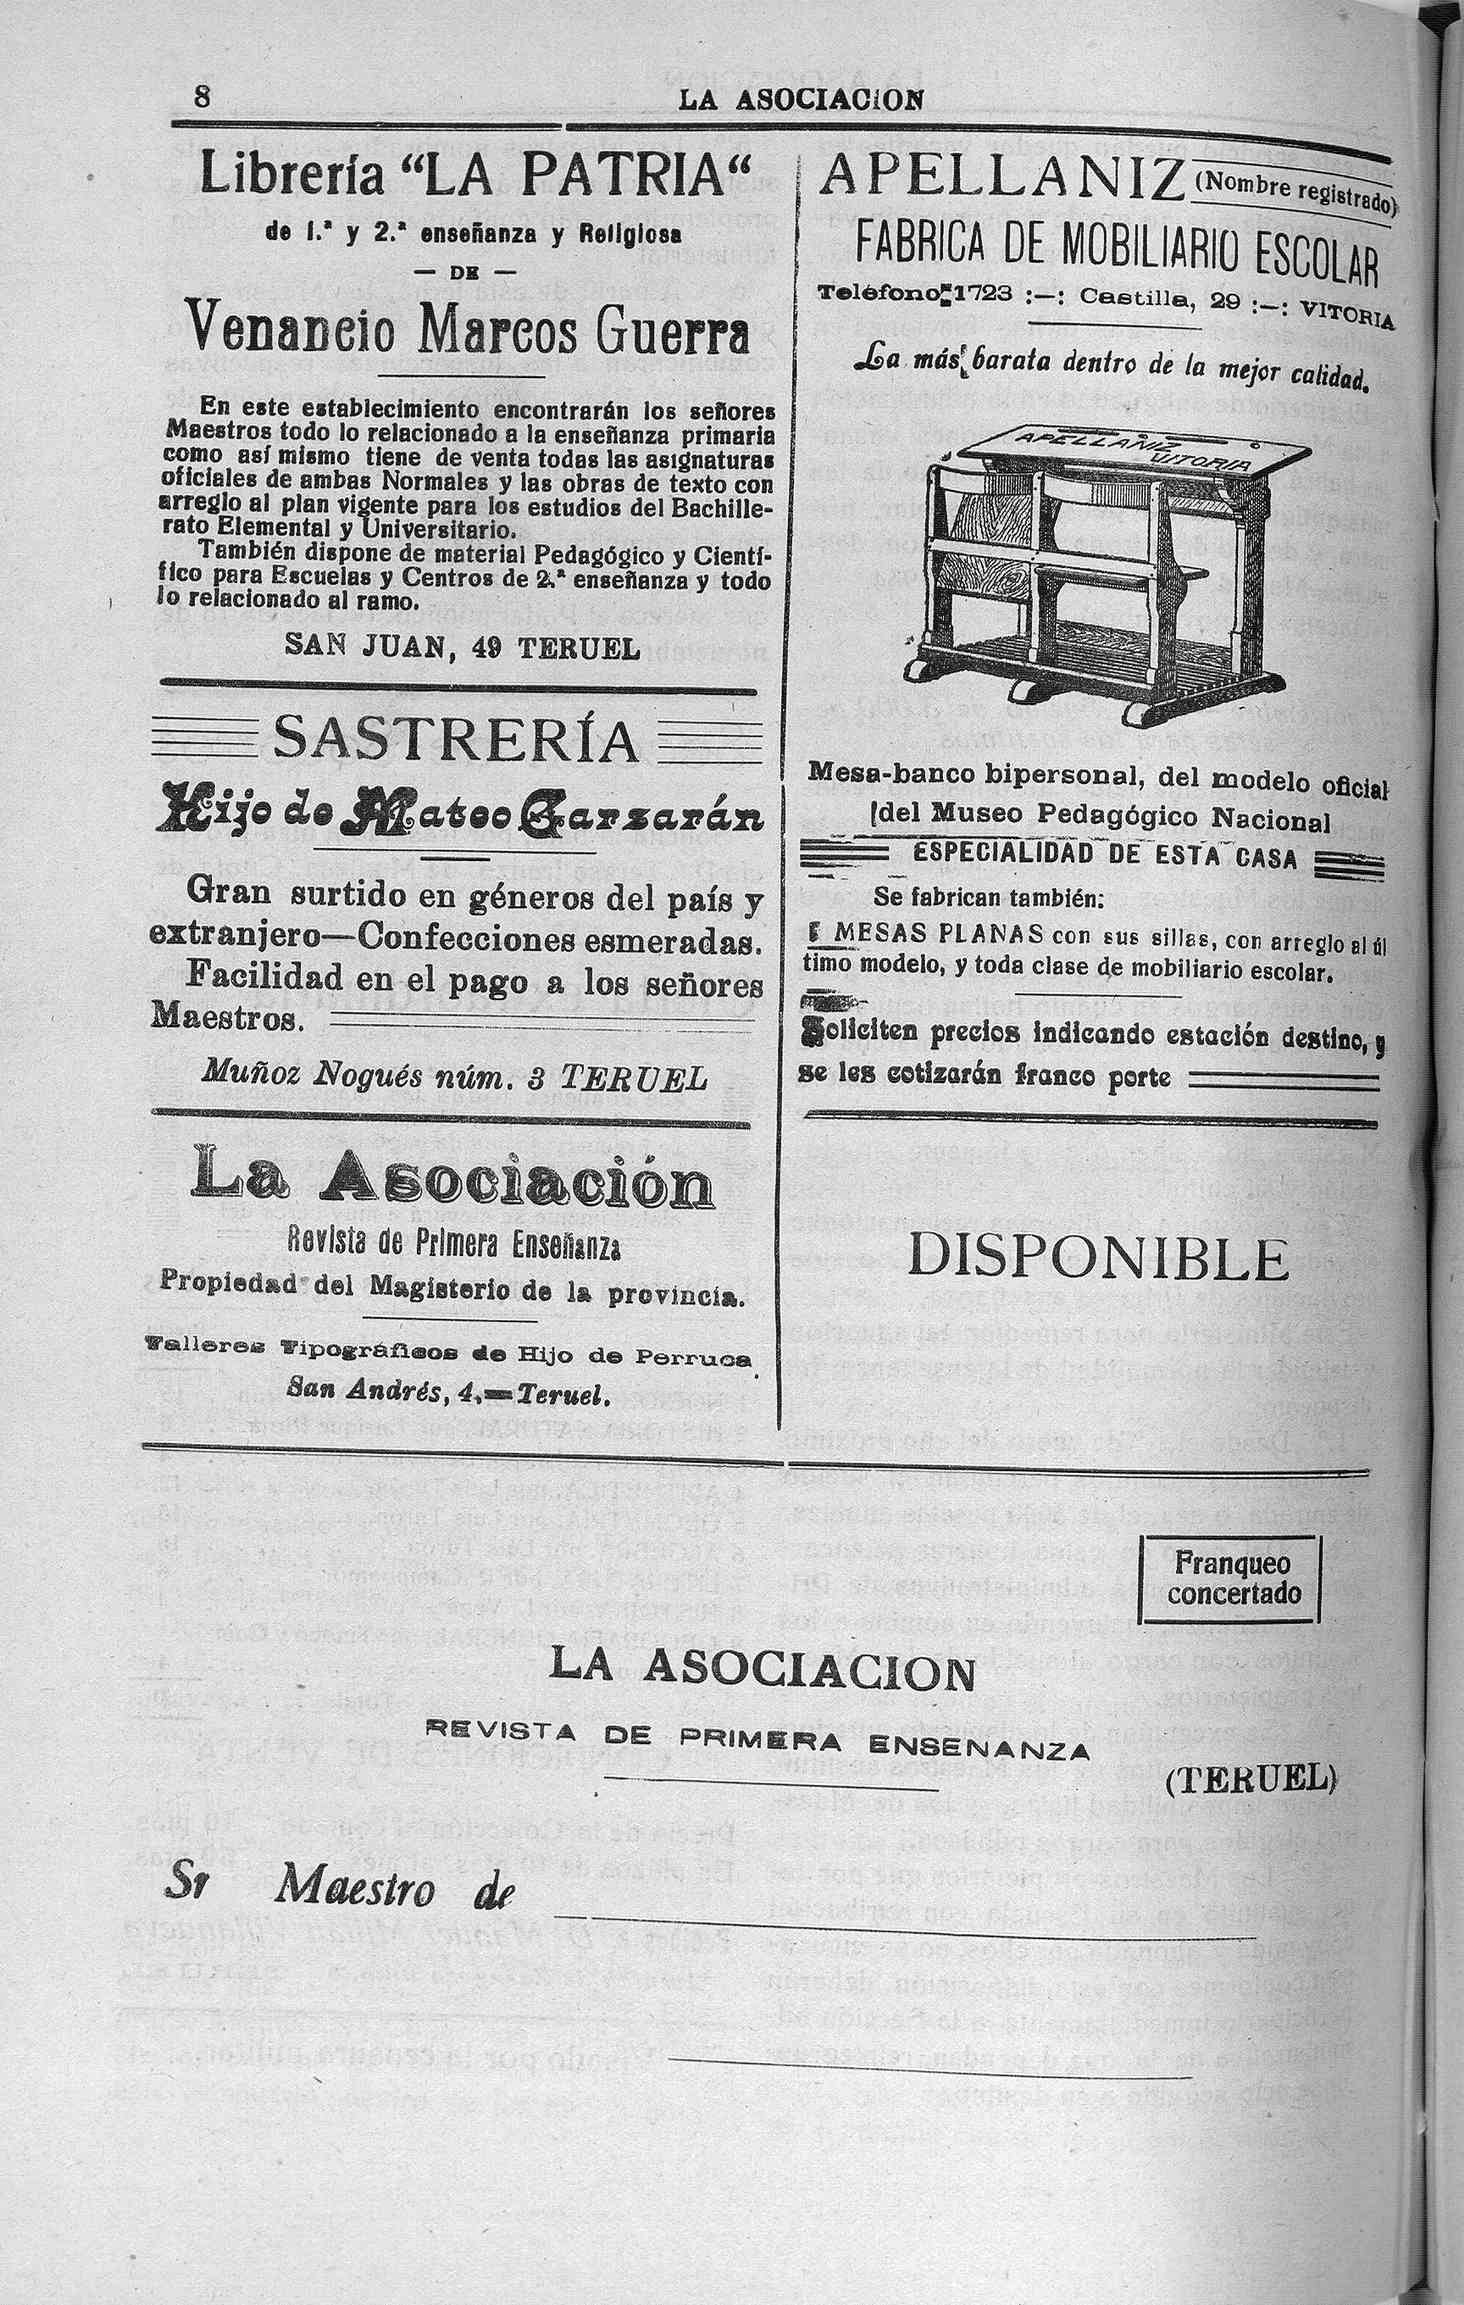 8
LA ASOCIACiON
Librería “LA PATRIA“
de 1.ª y 2.ª enseñanza y Religiosa
— DE —
Venancio Marcos Guerra
En este establecimiento encontrarán los señores
Maestros todo lo relacionado a la enseñanza primaria
como así mismo tiene de venta todas las asignaturas
oficiales de ambas Normales y las obras de texto con
arreglo al plan vigente para los estudios del Bachille-
rato Elemental y Universitario.
También dispone de material Pedagógico y Cientí-
fico para Escuelas y Centros de 2.ª enseñanza y todo
lo relacionado al ramo.
SAN JUAN, 49 TERUEL
SASTRERÍA
Hijo de Mateo Garzarán
Gran surtido en géneros del país y
extranjero—Confecciones esmeradas.
Facilidad en el pago a los señores
Maestros.
Muñoz Nogués núm. 3 TERUEL
La Asociación
Revista de Primera Enseñanza
Propiedad del Magisterio de la provincia.
Talleres Tipográficos de Hijo de Perruca
San Andrés, 4,=Teruel.
APELLANIZ (Nombre registrado)
FABRICA DE MOBILIARIO ESCOLAR
Teléfono 1723 :—: Castilla, 29 :—: VITORIA
La más barata dentro de la mejor calidad.
APELLANIZ
VITORIA
Mesa-banco bipersonal, del modelo oficial
del Museo Pedagógico Nacional
ESPECIALIDAD DE ESTA CASA
Se fabrican también:
MESAS PLANAS con sus sillas, con arreglo al úl
timo modelo, y toda clase de mobiliario escolar.
Soliciten precios indicando estación destino, y
se les cotizarán franco porte
DISPONIBLE
Franqueo
concertado
LA ASOCIACION
REVISTA DE PRIMERA ENSENANZA
(TERUEL)
Sr Maestro de